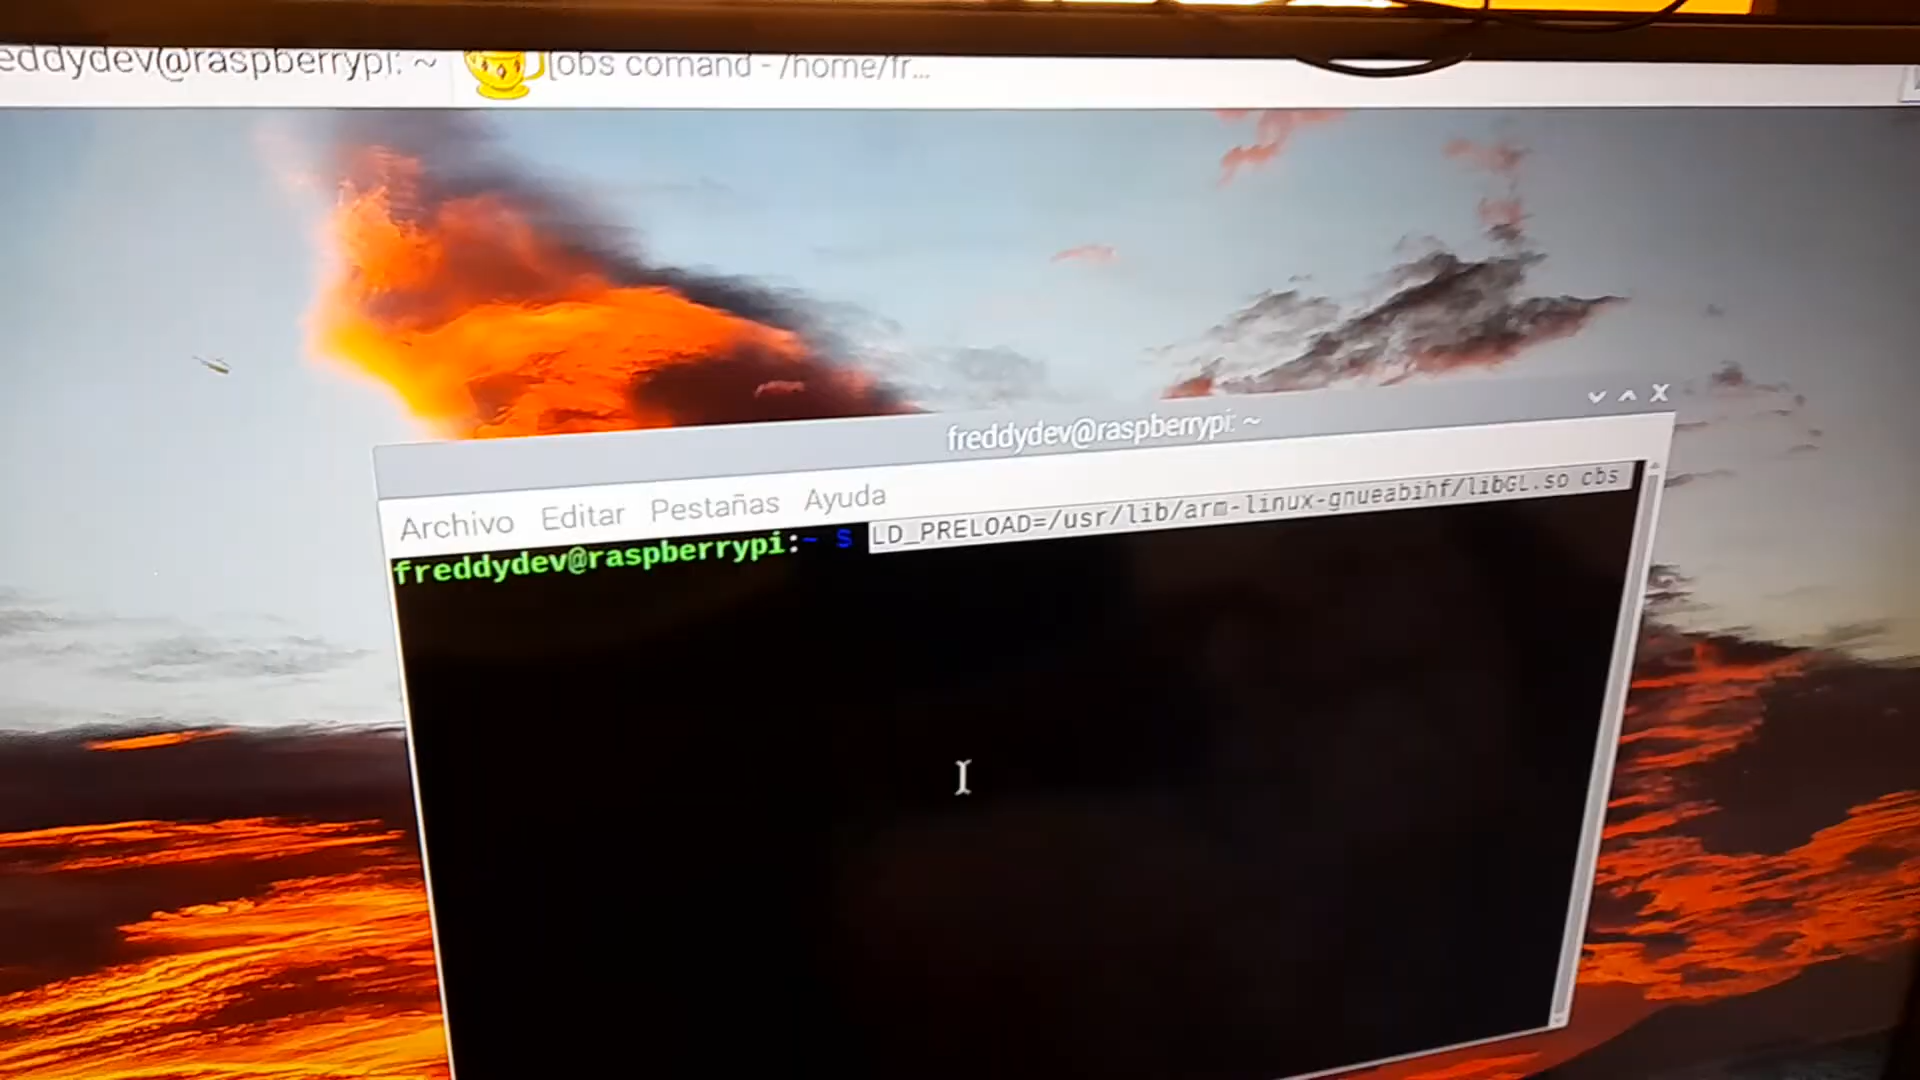 eddydev@raspberrypi: ~
[obs comand - /home/fr...
freddydev@raspberrypi: ~
Archivo Editar Pestañas Ayuda
freddydev@raspberrypi:~ $ LD_PRELOAD=/usr/lib/arm-linux-gnueabihf/libGL.so obs